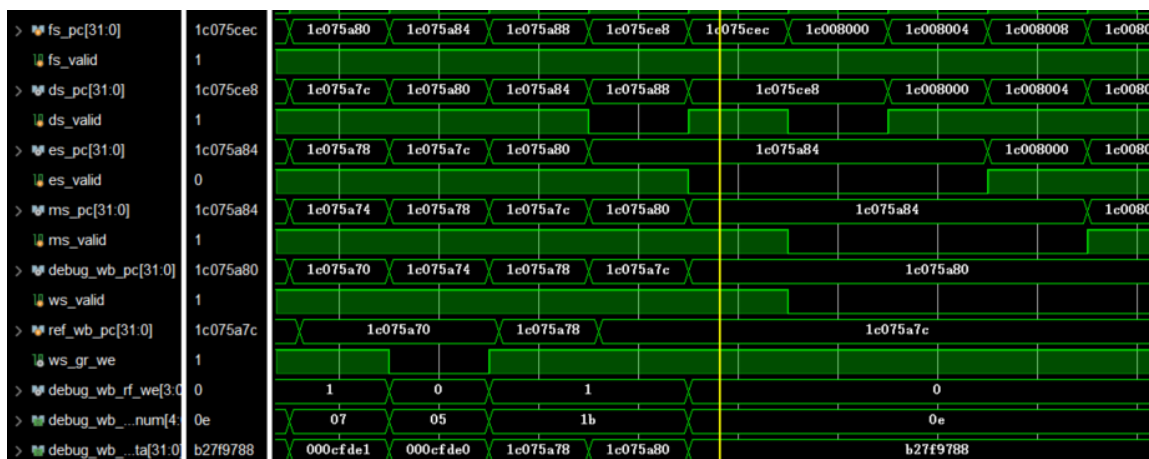 fs_pc[31:0] 1c075cec 1c075a80 1c075a84 1c075a88 1c075ce8 1c075cec 1c008000 1c008004 1c008008 1c0080
fs_valid 1
ds_pc[31:0] 1c075ce8 1c075a7c 1c075a80 1c075a84 1c075a88 1c075ce8 1c008000 1c008004 1c0080
ds_valid 1
es_pc[31:0] 1c075a84 1c075a78 1c075a7c 1c075a80 1c075a84 1c008000 1c0080
es_valid 0
ms_pc[31:0] 1c075a84 1c075a74 1c075a78 1c075a7c 1c075a80 1c075a84 1c0080
ms_valid 1
debug_wb_pc[31:0] 1c075a80 1c075a70 1c075a74 1c075a78 1c075a7c 1c075a80
ws_valid 1
ref_wb_pc[31:0] 1c075a7c 1c075a70 1c075a78 1c075a7c
ws_gr_we 1
debug_wb_rf_we[3:0 0 1 0 1 0
debug_wb_...num[4: 0e 07 05 1b 0e
debug_wb_...ta[31:0] b27f9788 000cfde1 000cfde0 1c075a78 1c075a80 b27f9788